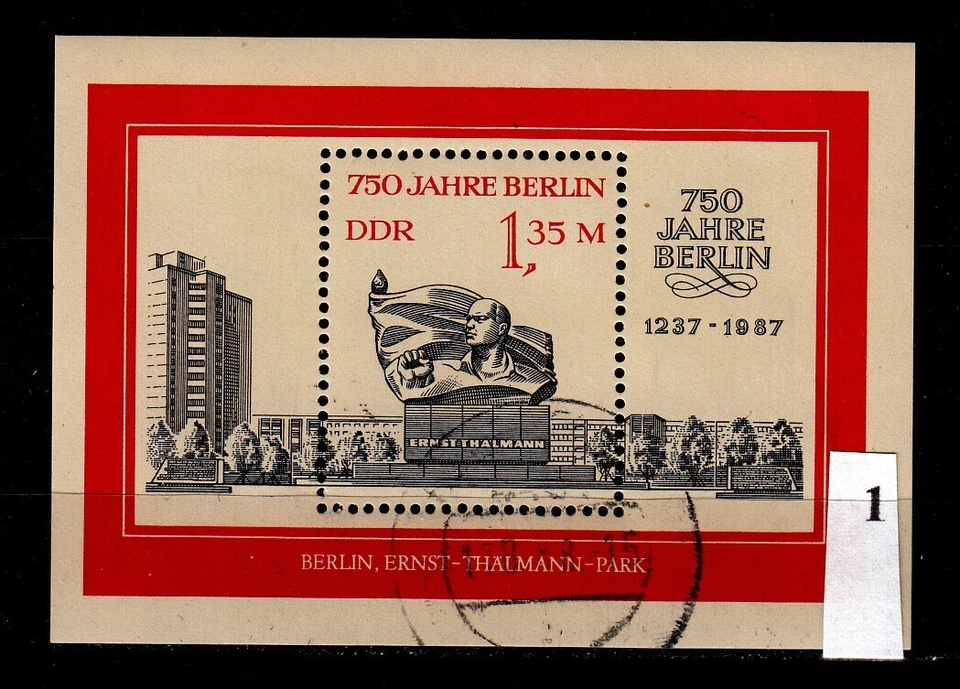 750 JAHRE BERLIN
DDR
1,35 M
750
JAHRE
BERLIN
1237 - 1987
ERNST THÄLMANN
1
BERLIN, ERNST-THÄLMANN-PARK